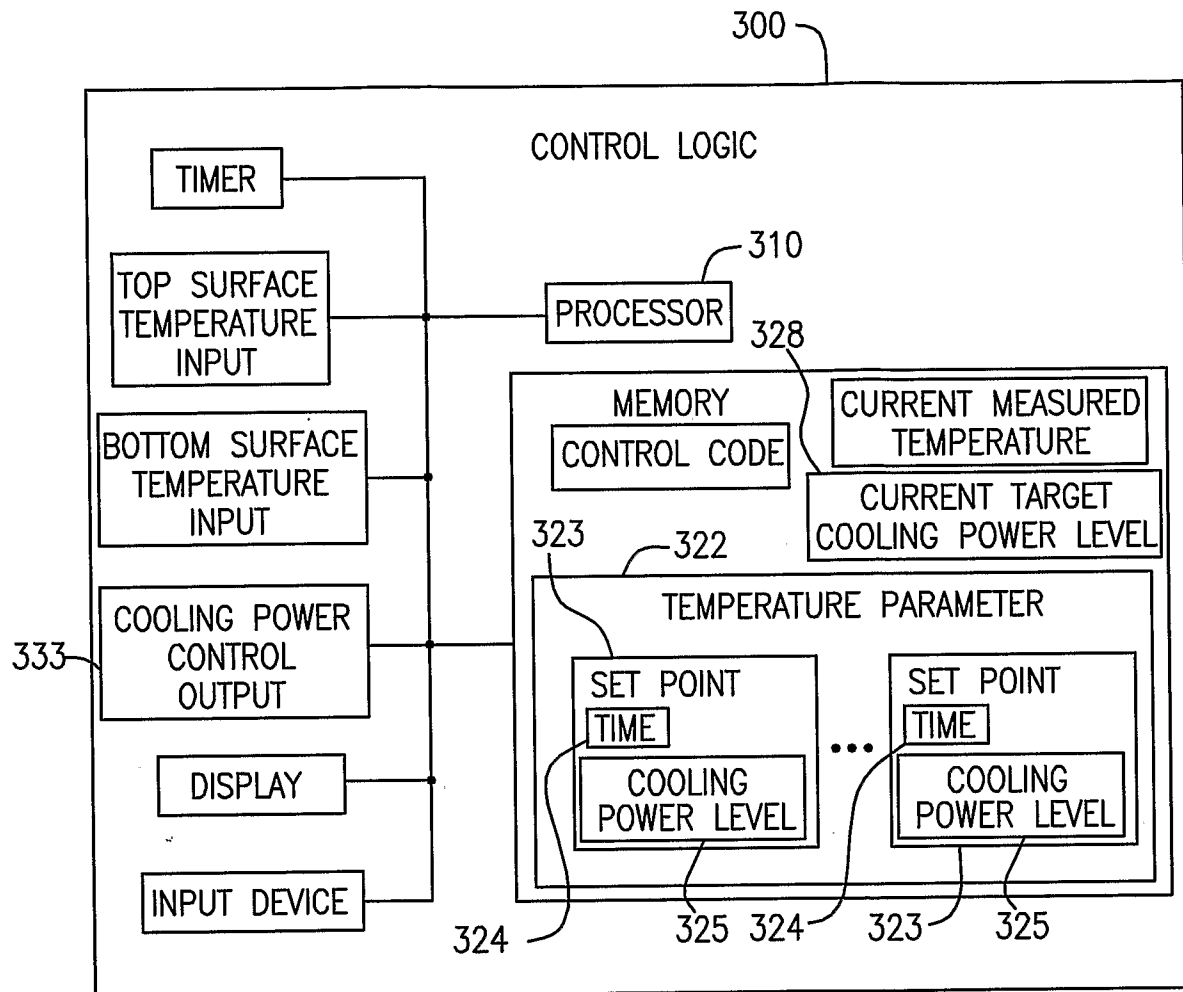 300
CONTROL LOGIC
TIMER
TOP SURFACE
TEMPERATURE
INPUT
310
PROCESSOR
328
BOTTOM SURFACE
TEMPERATURE
INPUT
MEMORY
CONTROL CODE
CURRENT MEASURED
TEMPERATURE
CURRENT TARGET
COOLING POWER LEVEL
323
322
333
COOLING POWER
CONTROL
OUTPUT
TEMPERATURE PARAMETER
SET POINT
TIME
COOLING
POWER LEVEL
•••
SET POINT
TIME
COOLING
POWER LEVEL
DISPLAY
INPUT DEVICE
324
325
324
323
325